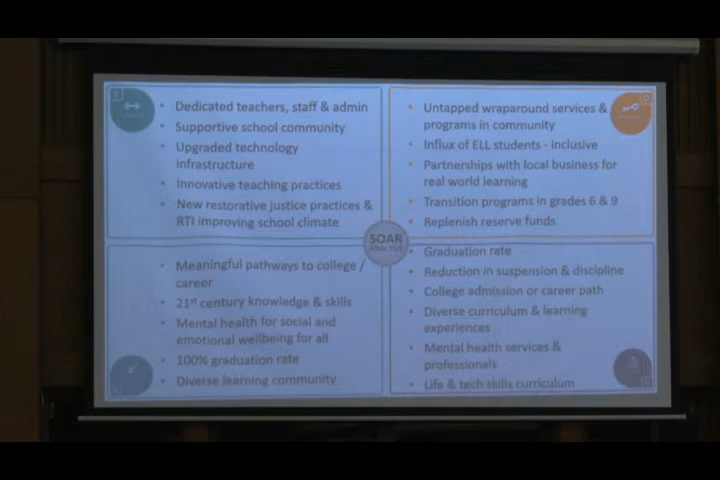 • Dedicated teachers, staff & admin
• Supportive school community
• Upgraded technology
infrastructure
• Innovative teaching practices
• New restorative justice practices &
RTI improving school climate
• Untapped wraparound services &
programs in community
• Influx of ELL students - inclusive
• Partnerships with local business for
real world learning
• Transition programs in grades 6 & 9
• Replenish reserve funds
SOAR
ANALYSIS
• Meaningful pathways to college /
career
• 21st century knowledge & skills
• Mental health for social and
emotional wellbeing for all
• 100% graduation rate
• Diverse learning community
• Graduation rate
• Reduction in suspension & discipline
• College admission or career path
• Diverse curriculum & learning
experiences
• Mental health services &
professionals
• Life & tech skills curriculum